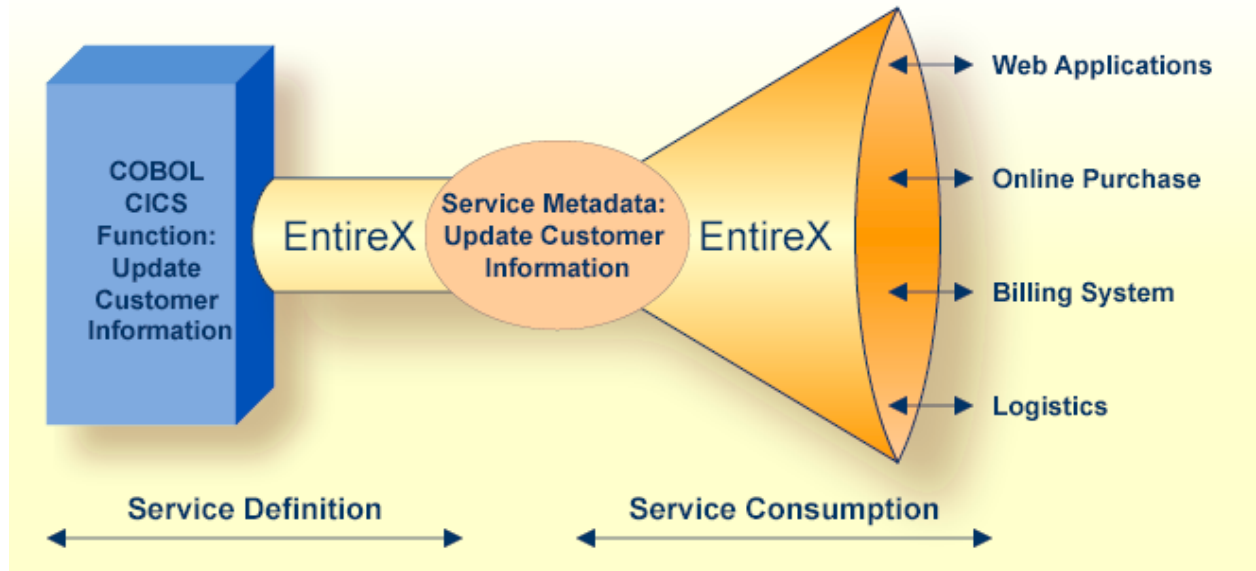 COBOL
CICS
Function:
Update
Customer
Information
EntireX
Service Metadata:
Update Customer
Information
EntireX
Web Applications
Online Purchase
Billing System
Logistics
Service Definition
Service Consumption